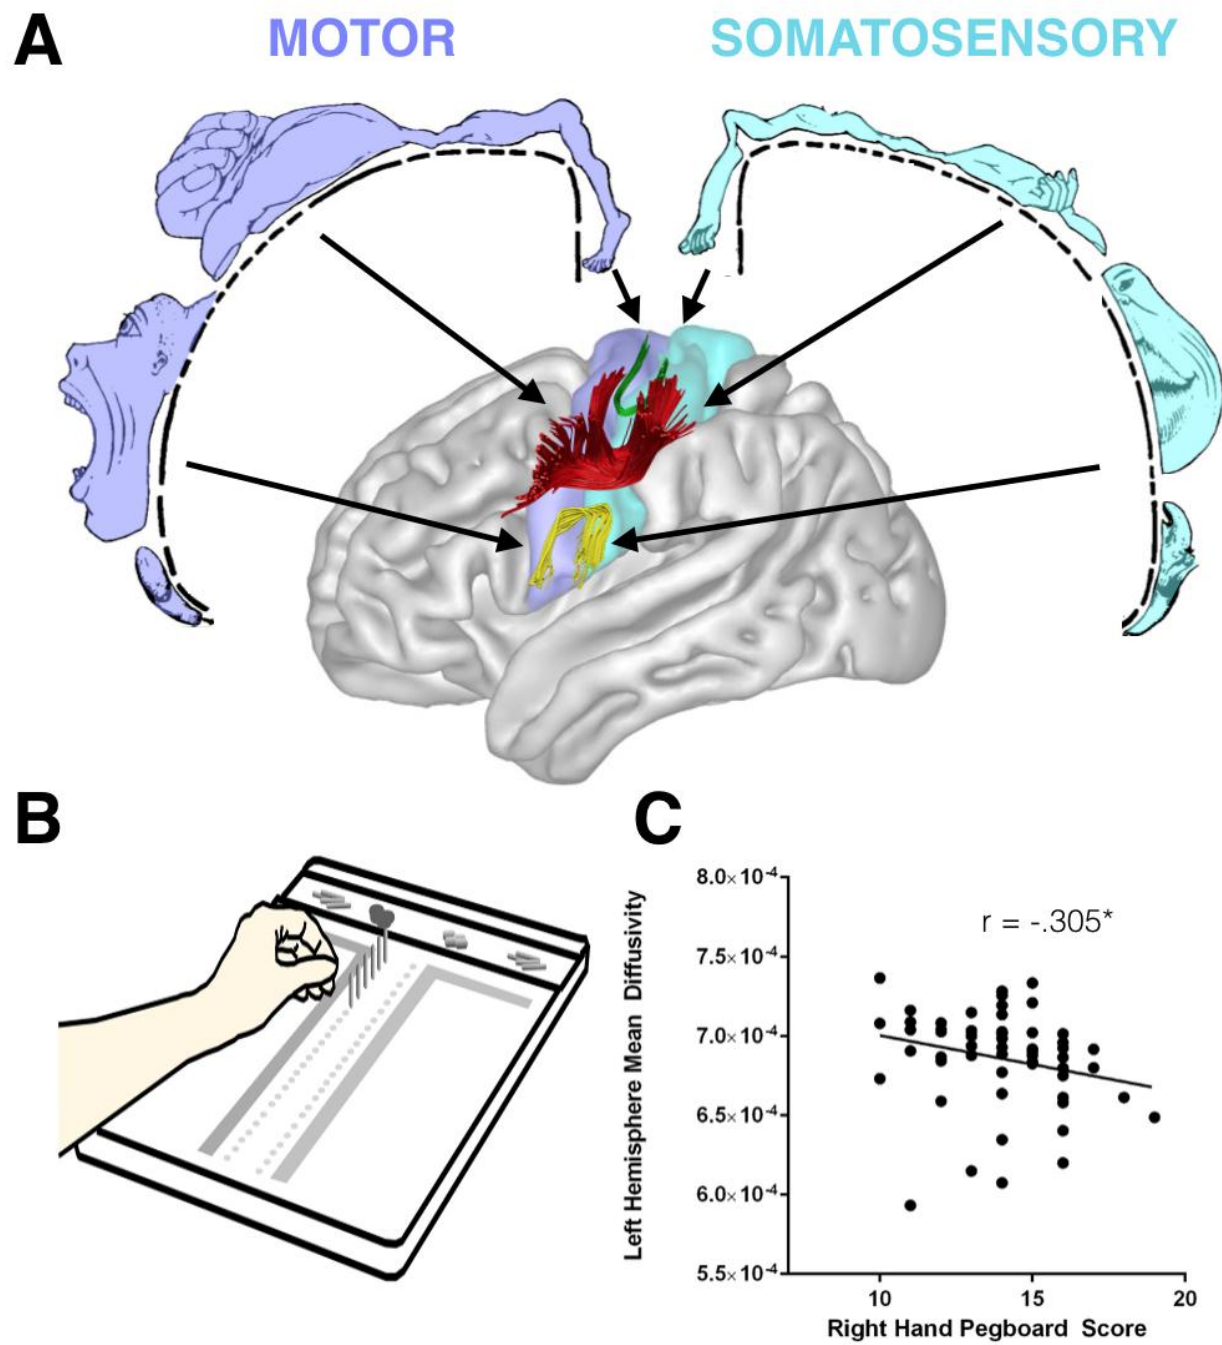 A
MOTOR
SOMATOSENSORY
B
C
8.0×10⁻⁴
7.5×10⁻⁴
7.0×10⁻⁴
6.5×10⁻⁴
6.0×10⁻⁴
5.5×10⁻⁴
Left Hemisphere Mean Diffusivity
r = -.305*
10 15 20
Right Hand Pegboard Score